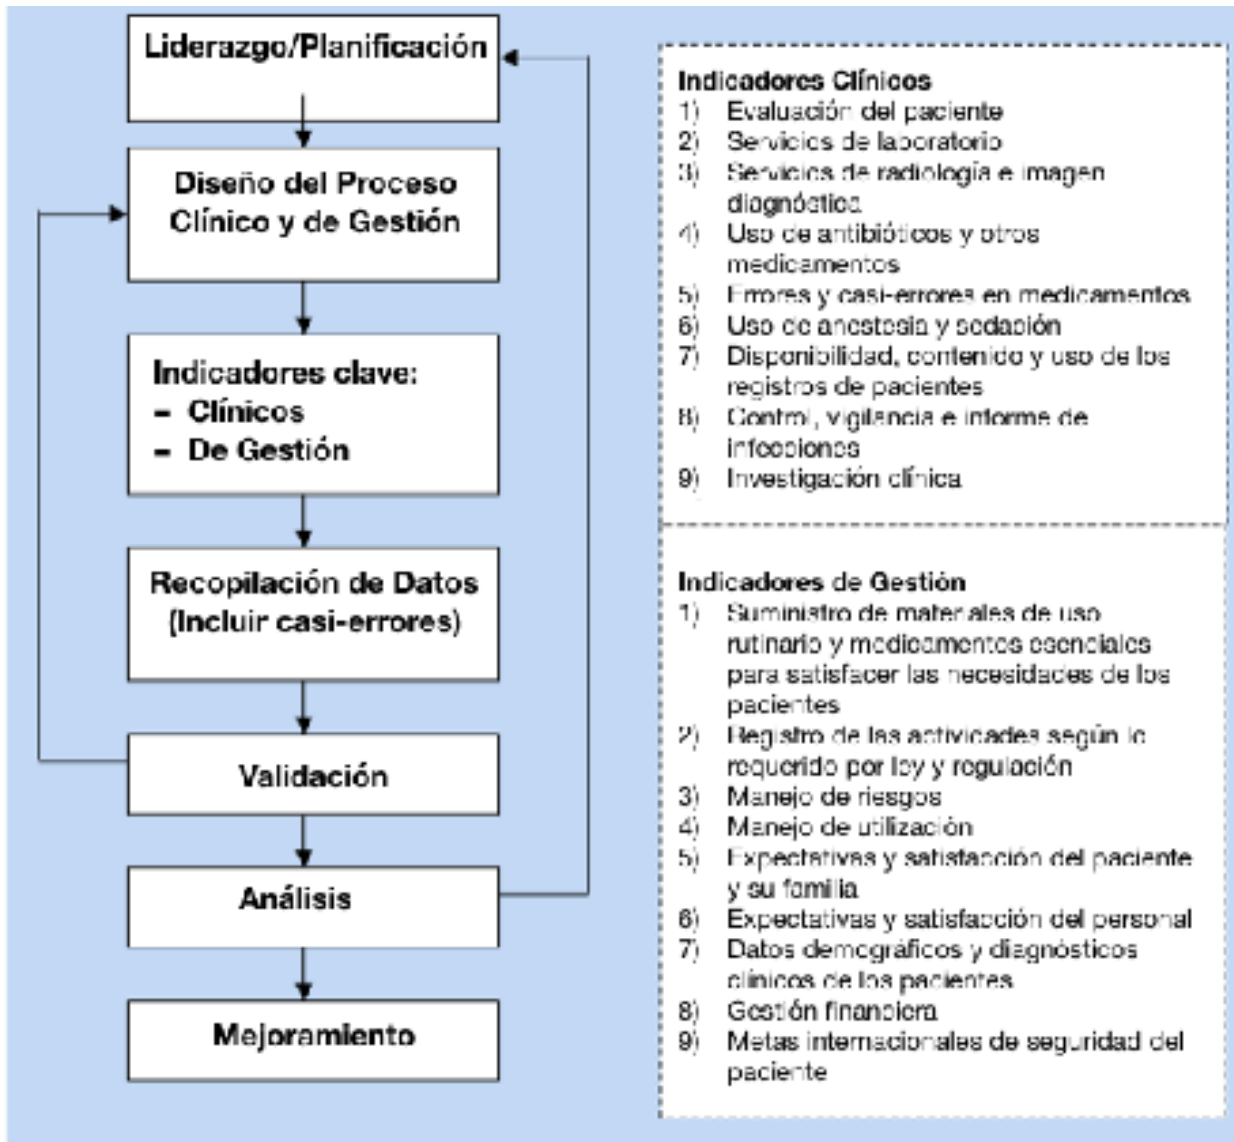 Liderazgo/Planificación
Diseño del Proceso
Clínico y de Gestión
Indicadores clave:
– Clínicos
– De Gestión
Recopilación de Datos
(Incluir casi-errores)
Validación
Análisis
Mejoramiento
Indicadores Clínicos
1) Evaluación del paciente
2) Servicios de laboratorio
3) Servicios de radiología e imagen
diagnóstica
4) Uso de antibióticos y otros
medicamentos
5) Errores y casi-errores en medicamentos
6) Uso de anestesia y sedación
7) Disponibilidad, contenido y uso de los
registros de pacientes
8) Control, vigilancia e informe de
infecciones
9) Investigación clínica
Indicadores de Gestión
1) Suministro de materiales de uso
rutinario y medicamentos esenciales
para satisfacer las necesidades de los
pacientes
2) Registro de las actividades según lo
requerido por ley y regulación
3) Manejo de riesgos
4) Manejo de utilización
5) Expectativas y satisfacción del paciente
y su familia
6) Expectativas y satisfacción del personal
7) Datos demográficos y diagnósticos
clínicos de los pacientes
8) Gestión financiera
9) Metas internacionales de seguridad del
paciente